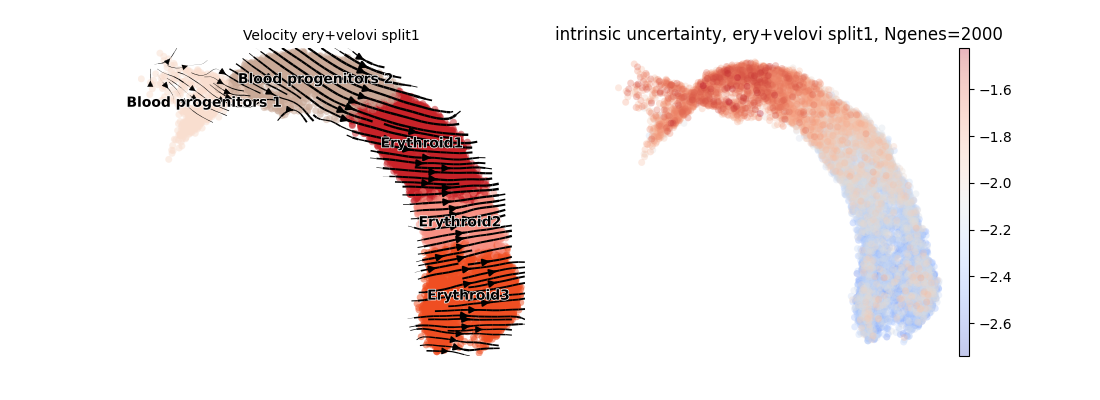 Velocity ery+velovi split1
intrinsic uncertainty, ery+velovi split1, Ngenes=2000
Blood progenitors 2
Blood progenitors 1
Erythroid1
Erythroid2
Erythroid3
−1.6
−1.8
−2.0
−2.2
−2.4
−2.6